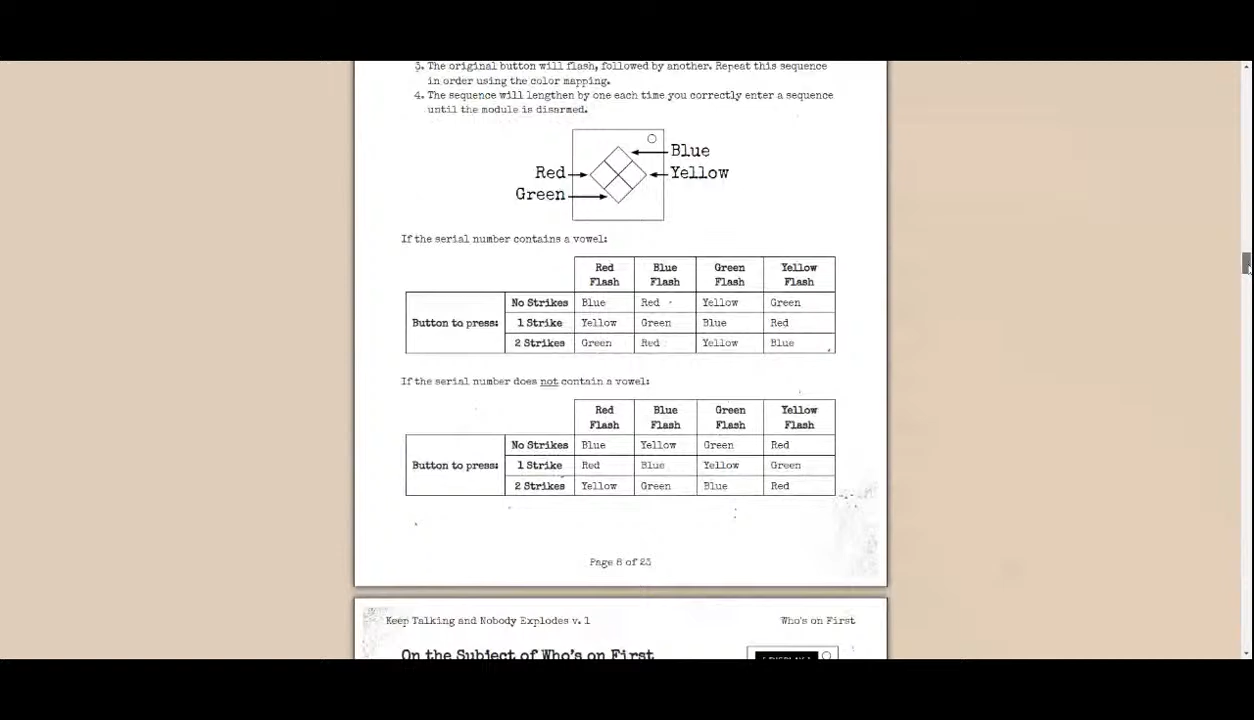 3. The original button will flash, followed by another. Repeat this sequence
in order using the color mapping.
4. The sequence will lengthen by one each time you correctly enter a sequence
until the module is disarmed.
Blue
Red
Yellow
Green
If the serial number contains a vowel:
Red Flash Blue Flash Green Flash Yellow Flash
Button to press:
No Strikes Blue Red Yellow Green
1 Strike Yellow Green Blue Red
2 Strikes Green Red Yellow Blue
If the serial number does not contain a vowel:
Red Flash Blue Flash Green Flash Yellow Flash
Button to press:
No Strikes Blue Yellow Green Red
1 Strike Red Blue Yellow Green
2 Strikes Yellow Green Blue Red
Page 8 of 23
Keep Talking and Nobody Explodes v. 1 Who's on First
On the Subject of Who's on First
DISPLAY